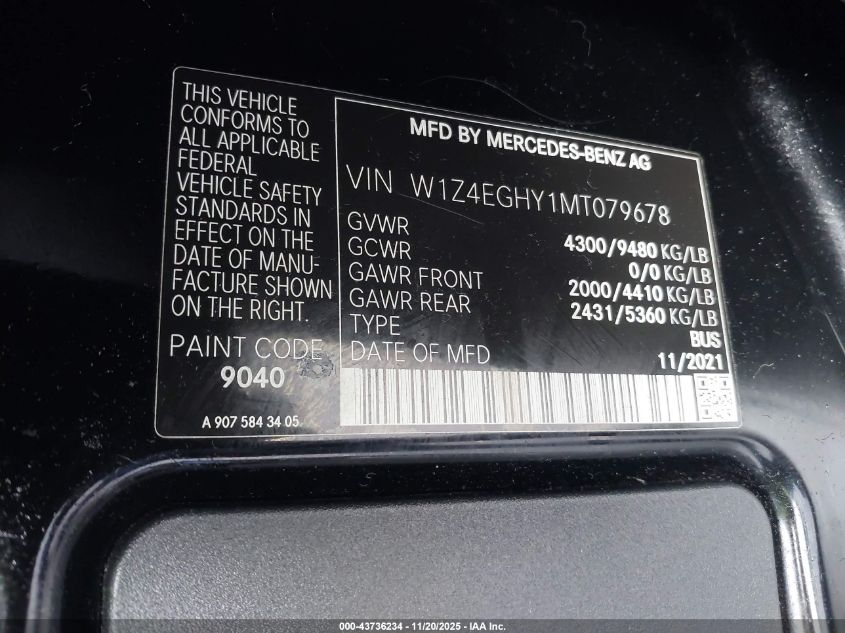 THIS VEHICLE
CONFORMS TO
ALL APPLICABLE
FEDERAL
VEHICLE SAFETY
STANDARDS IN
EFFECT ON THE
DATE OF MANU-
FACTURE SHOWN
ON THE RIGHT.
PAINT CODE
9040
A 907 584 34 05
MFD BY MERCEDES-BENZ AG
VIN W1Z4EGHY1MT079678
GVWR 4300/9480 KG/LB
GCWR 0/0 KG/LB
GAWR FRONT 2000/4410 KG/LB
GAWR REAR 2431/5360 KG/LB
TYPE BUS
DATE OF MFD 11/2021
000-43736234 - 11/20/2025 - IAA Inc.